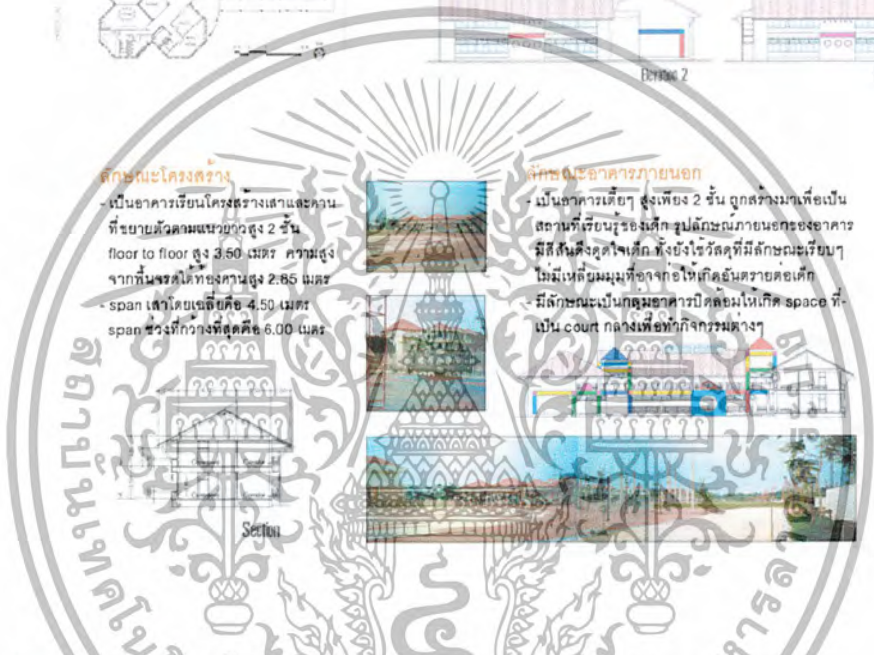 Elevation 2
ลักษณะโครงสร้าง
- เป็นอาคารเรียนโครงสร้างเสาและคาน
ที่ขยายตัวตามแนวยาวสูง 2 ชั้น
floor to floor สูง 3.50 เมตร ความสูง
จากพื้นจรดใต้ท้องคานสูง 2.85 เมตร
- span เสาโดยเฉลี่ยคือ 4.50 เมตร
span ช่วงที่กว้างที่สุดคือ 6.00 เมตร
Section
ลักษณะอาคารภายนอก
- เป็นอาคารเตี้ยๆ สูงเพียง 2 ชั้น ถูกสร้างมาเพื่อเป็น
สถานที่เรียนรู้ของเด็ก รูปลักษณ์ภายนอกของอาคาร
มีสีสันดึงดูดใจเด็ก ทั้งยังใช้วัสดุที่มีลักษณะเรียบๆ
ไม่มีเหลี่ยมมุมที่อาจก่อให้เกิดอันตรายต่อเด็ก
- มีลักษณะเป็นกลุ่มอาคารปิดล้อมให้เกิด space ที่-
เป็น court กลางเพื่อทำกิจกรรมต่างๆ
สถาบันเทคโน